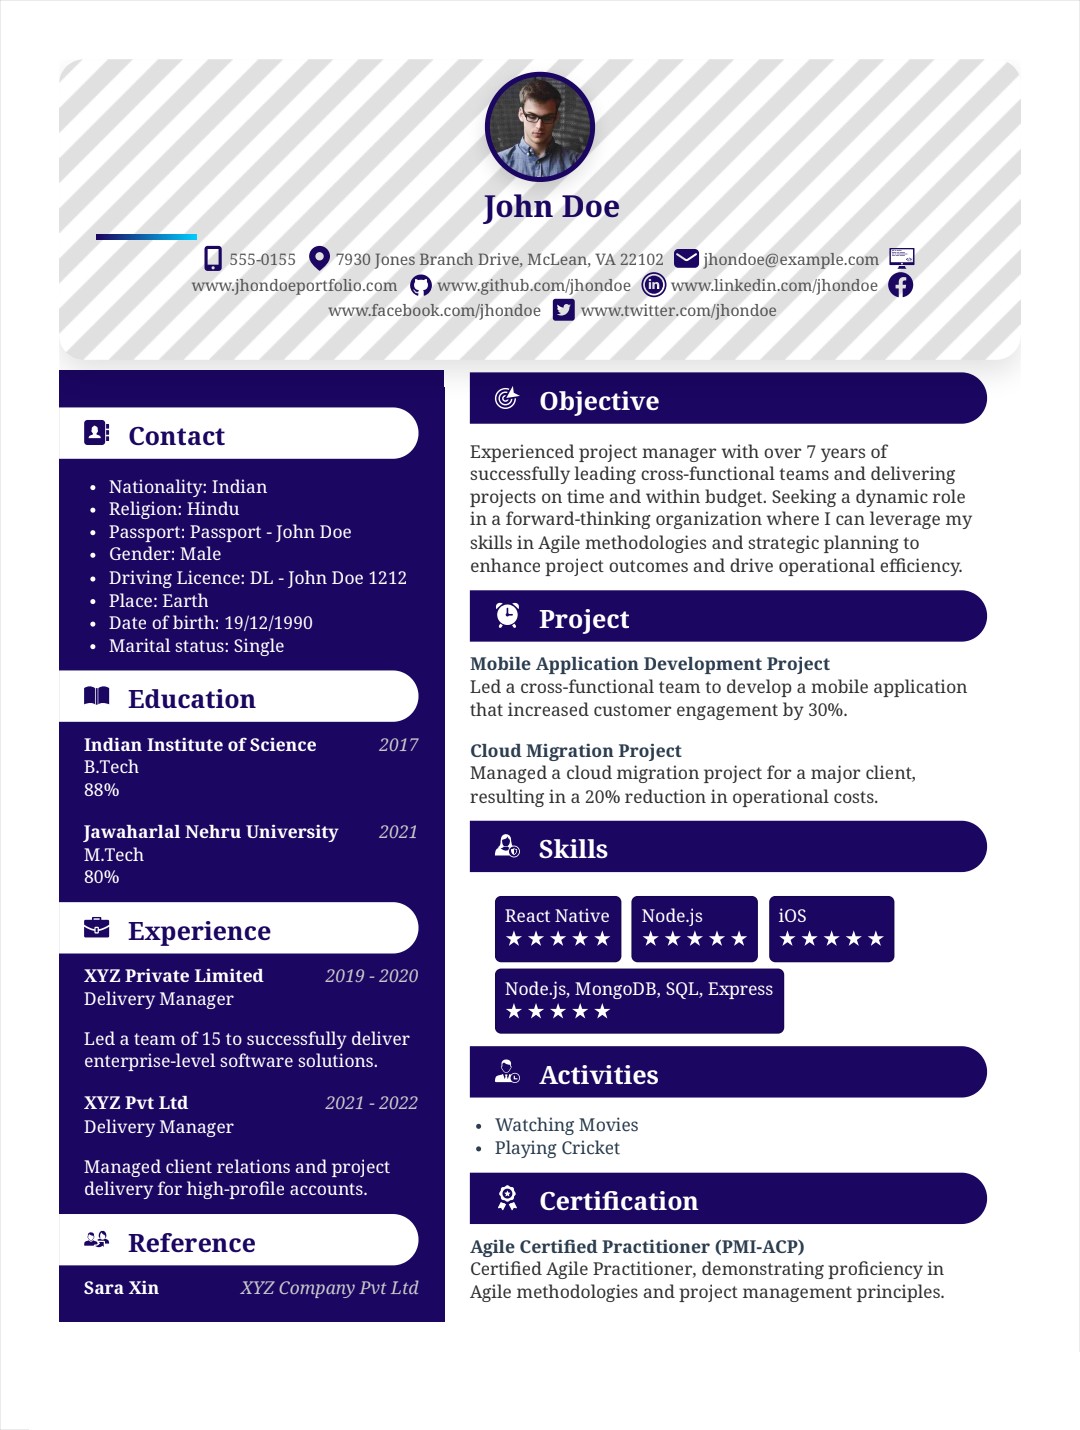 John Doe
555-0155 7930 Jones Branch Drive, McLean, VA 22102 jhondoe@example.com
www.jhondoeportfolio.com www.github.com/jhondoe www.linkedin.com/jhondoe
www.facebook.com/jhondoe www.twitter.com/jhondoe
Contact
• Nationality: Indian
• Religion: Hindu
• Passport: Passport - John Doe
• Gender: Male
• Driving Licence: DL - John Doe 1212
• Place: Earth
• Date of birth: 19/12/1990
• Marital status: Single
Education
Indian Institute of Science 2017
B.Tech
88%
Jawaharlal Nehru University 2021
M.Tech
80%
Experience
XYZ Private Limited 2019 - 2020
Delivery Manager
Led a team of 15 to successfully deliver
enterprise-level software solutions.
XYZ Pvt Ltd 2021 - 2022
Delivery Manager
Managed client relations and project
delivery for high-profile accounts.
Reference
Sara Xin XYZ Company Pvt Ltd
Objective
Experienced project manager with over 7 years of
successfully leading cross-functional teams and delivering
projects on time and within budget. Seeking a dynamic role
in a forward-thinking organization where I can leverage my
skills in Agile methodologies and strategic planning to
enhance project outcomes and drive operational efficiency.
Project
Mobile Application Development Project
Led a cross-functional team to develop a mobile application
that increased customer engagement by 30%.
Cloud Migration Project
Managed a cloud migration project for a major client,
resulting in a 20% reduction in operational costs.
Skills
React Native Node.js iOS
★★★★★ ★★★★★ ★★★★★
Node.js, MongoDB, SQL, Express
★★★★★
Activities
• Watching Movies
• Playing Cricket
Certification
Agile Certified Practitioner (PMI-ACP)
Certified Agile Practitioner, demonstrating proficiency in
Agile methodologies and project management principles.